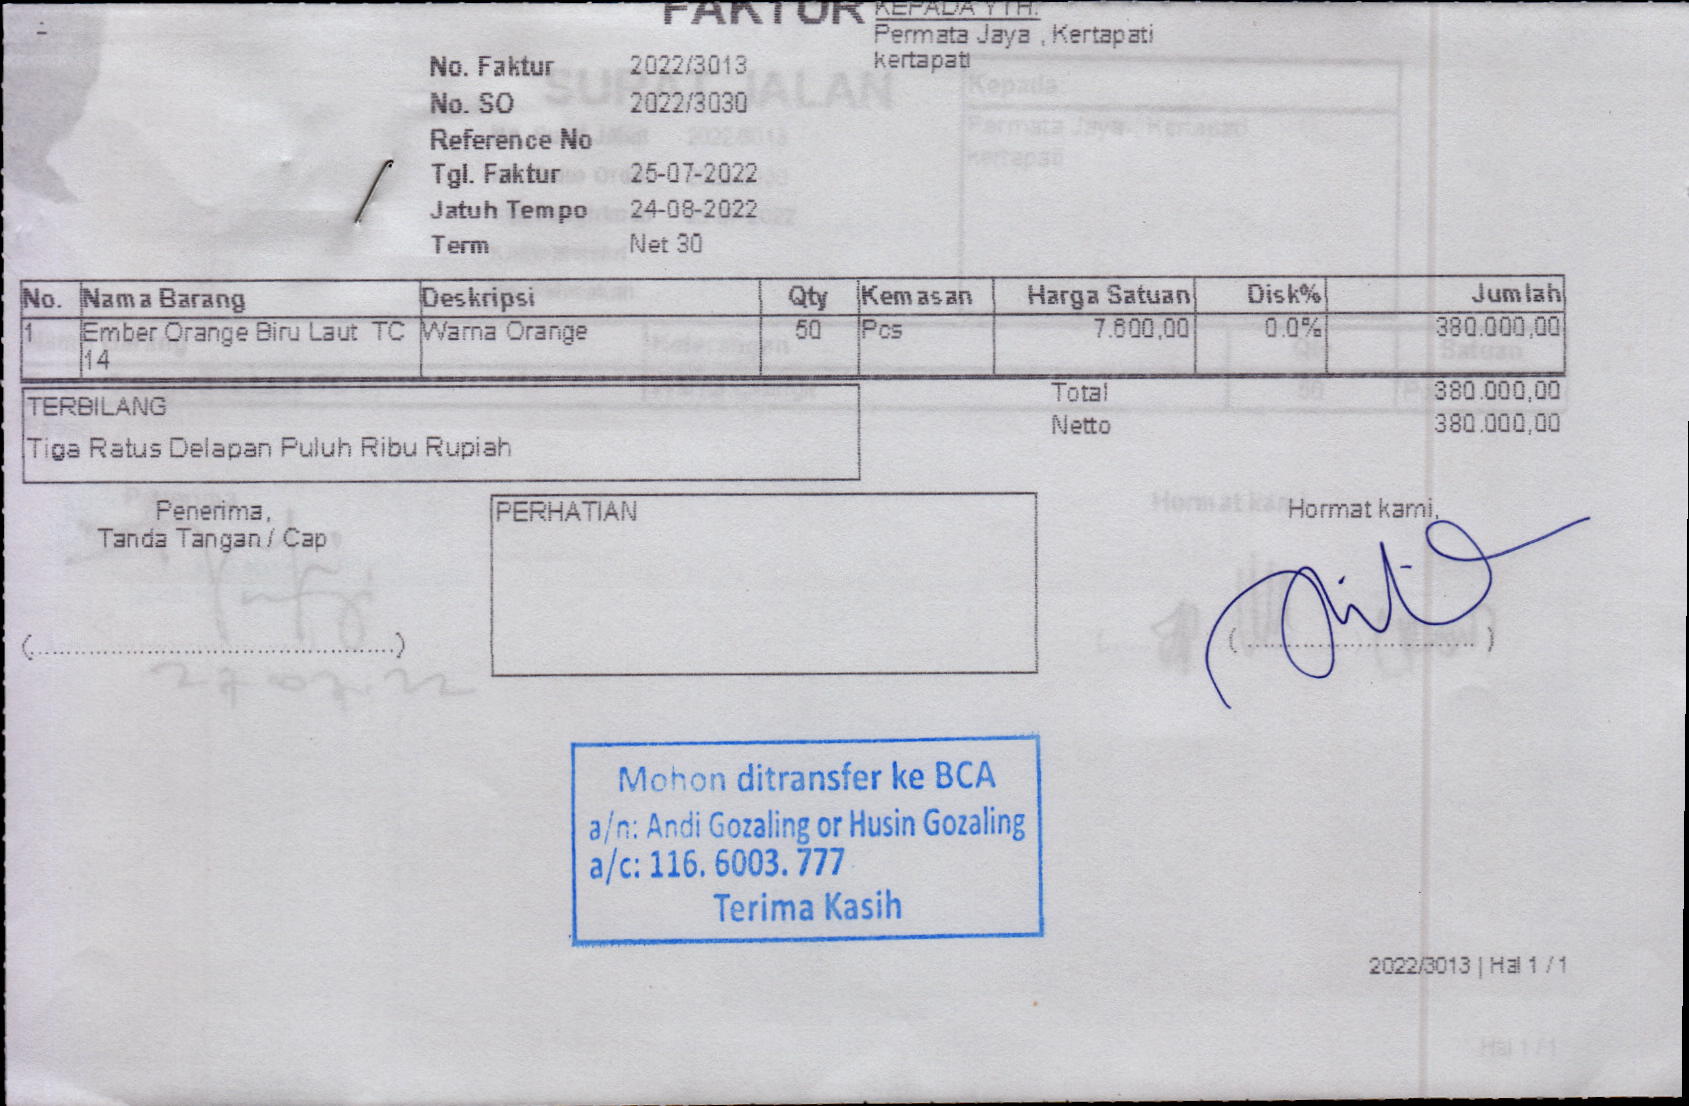 FAKTUR
KEPADA YTH:
Permata Jaya , Kertapati
kertapati
No. Faktur 2022/3013
No. SO 2022/3030
Reference No
Tgl. Faktur 25-07-2022
Jatuh Tempo 24-08-2022
Term Net 30
No. Nama Barang Deskripsi Qty Kemasan Harga Satuan Disk% Jumlah
1 Ember Orange Biru Laut TC Warna Orange 50 Pcs 7.600,00 0.0% 380.000,00
14
Total 380.000,00
Netto 380.000,00
TERBILANG
Tiga Ratus Delapan Puluh Ribu Rupiah
Penerima,
Tanda Tangan / Cap
(..............................................)
PERHATIAN
Hormat kami,
(.............................)
Mohon ditransfer ke BCA
a/n: Andi Gozaling or Husin Gozaling
a/c: 116. 6003. 777
Terima Kasih
2022/3013 | Hal 1 / 1